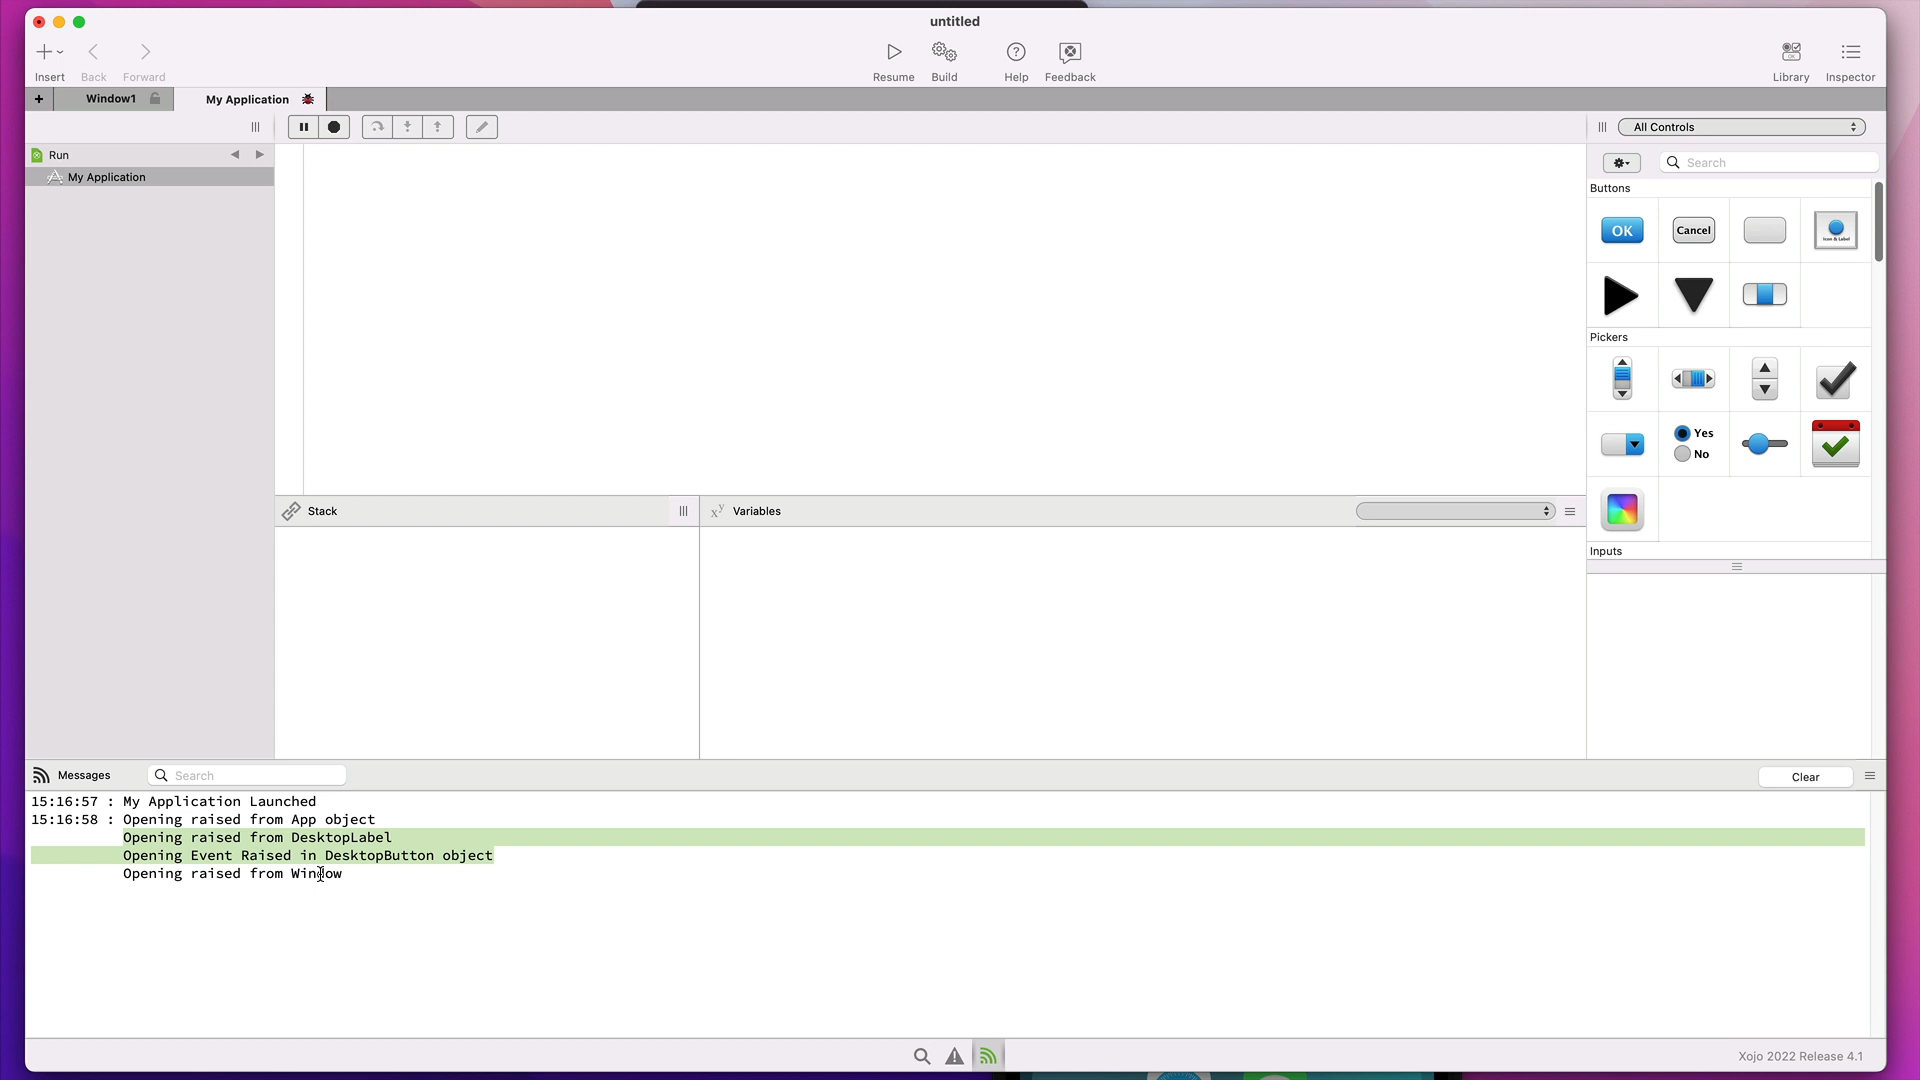 untitled
Insert
Back
Forward
Resume
Build
Help
Feedback
Library
Inspector
Window1
My Application
All Controls
Run
My Application
Search
Buttons
OK
Cancel
Icon & Label
Pickers
Yes
No
Inputs
Stack
Variables
Messages
Search
Clear
15:16:57 : My Application Launched
15:16:58 : Opening raised from App object
Opening raised from DesktopLabel
Opening Event Raised in DesktopButton object
Opening raised from Window
Xojo 2022 Release 4.1